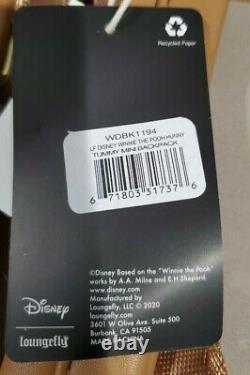 Recycled Paper
WDBK1194
LF DISNEY WINNIE THE POOH HUNNY
TUMMY MINI BACKPACK
6 71803 31737 6
©Disney Based on the "Winnie the Pooh"
works by A.A. Milne and E.H.Shepard.
www.disney.com
Manufactured by
Loungefly, LLC © 2020
loungefly.com
3601 W Olive Ave. Suite 500
Burbank, CA 91505
MADE
Disney
loungefly